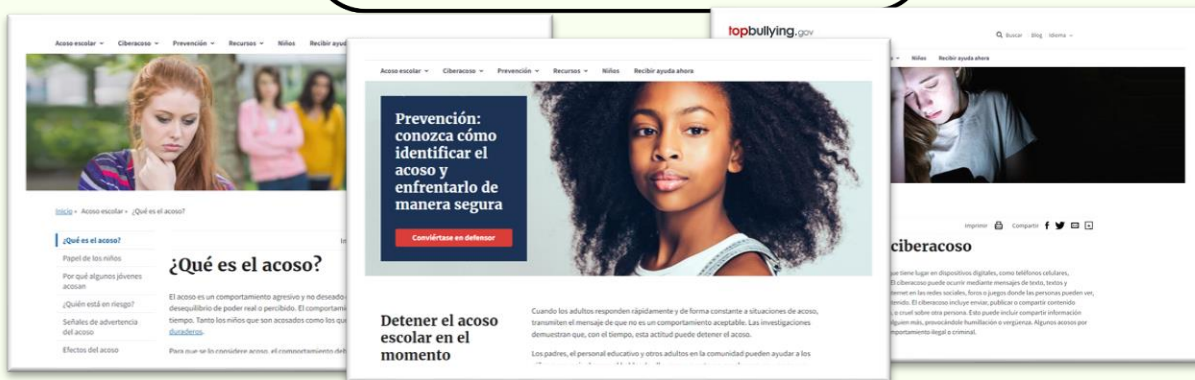 Acoso escolar Ciberacoso Prevención Recursos Niños Recibir ayuda
Inicio Acoso escolar ¿Qué es el acoso?
¿Qué es el acoso?
Papel de los niños
Por qué algunos jóvenes
acosan
¿Quién está en riesgo?
Señales de advertencia
del acoso
Efectos del acoso
¿Qué es el acoso?
El acoso es un comportamiento agresivo y no deseado
desequilibrio de poder real o percibido. El
tiempo. Tanto los niños que son acosados como los
duraderos.
Para que se lo considere acoso, el comportamiento
Acoso escolar Ciberacoso Prevención Recursos Niños Recibir ayuda ahora
Prevención:
conozca cómo
identificar el
acoso y
enfrentarlo de
manera segura
Conviértase en defensor
Detener el acoso
escolar en el
momento
Cuando los adultos responden rápidamente y de forma constante a situaciones de acoso,
transmiten el mensaje de que no es un comportamiento aceptable. Las investigaciones
demuestran que, con el tiempo, esta actitud puede detener el acoso.
Los padres, el personal educativo y otros adultos en la comunidad pueden ayudar a los
topbullying.gov
Buscar Blog Idioma
Niños Recibir ayuda ahora
Imprimir Compartir
ciberacoso
que tiene lugar en dispositivos digitales, como teléfonos celulares,
El ciberacoso puede ocurrir mediante mensajes de texto, textos y
en las redes sociales, foros o juegos donde las personas pueden ver,
El ciberacoso incluye enviar, publicar o compartir contenido
o cruel sobre otra persona. Esto puede incluir compartir información
alguien más, provocándole humillación o vergüenza. Algunos acosos por
comportamiento ilegal o criminal.